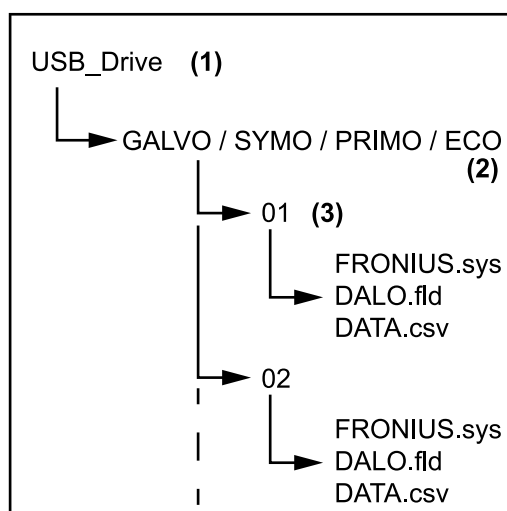 USB_Drive (1)
GALVO / SYMO / PRIMO / ECO
(2)
01 (3)
FRONIUS.sys
DALO.fld
DATA.csv
02
FRONIUS.sys
DALO.fld
DATA.csv